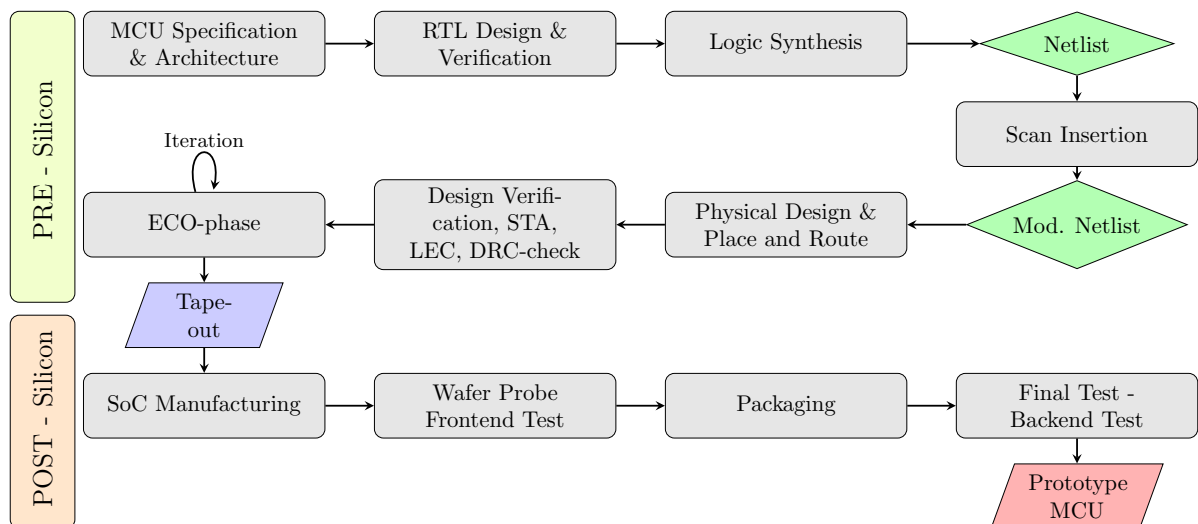 PRE - Silicon
MCU Specification
& Architecture
RTL Design &
Verification
Logic Synthesis
Netlist
Scan Insertion
Iteration
ECO-phase
Design Verifi-
cation, STA,
LEC, DRC-check
Physical Design &
Place and Route
Mod. Netlist
Tape-
out
POST - Silicon
SoC Manufacturing
Wafer Probe
Frontend Test
Packaging
Final Test -
Backend Test
Prototype
MCU